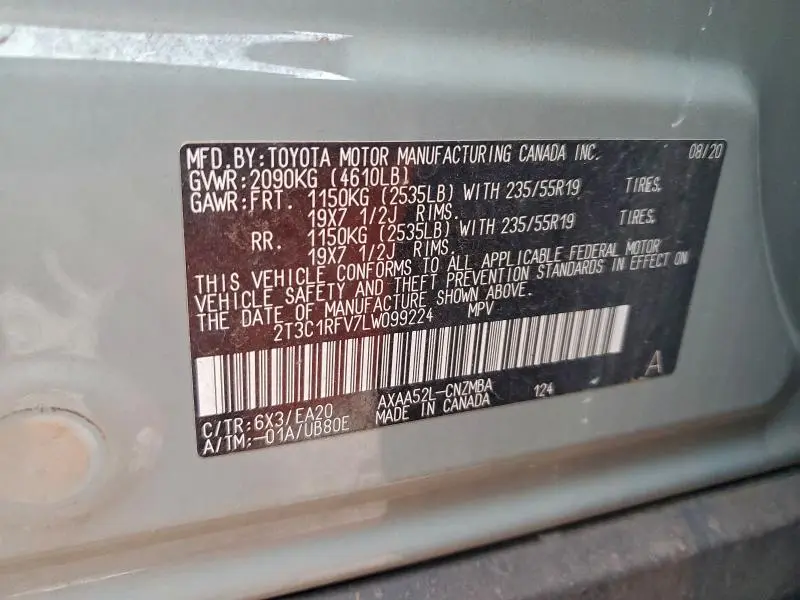 MFD.BY:TOYOTA MOTOR MANUFACTURING CANADA INC. 08/20
GVWR:2090KG (4610LB)
GAWR:FRT. 1150KG (2535LB) WITH 235/55R19 TIRES,
19X7 1/2J RIMS.
RR. 1150KG (2535LB) WITH 235/55R19 TIRES,
19X7 1/2J RIMS.
THIS VEHICLE CONFORMS TO ALL APPLICABLE FEDERAL MOTOR
VEHICLE SAFETY AND THEFT PREVENTION STANDARDS IN EFFECT ON
THE DATE OF MANUFACTURE SHOWN ABOVE.
2T3C1RFV7LW099224 MPV
A
C/TR:6X3/EA20 AXAA52L-CNZMBA 124
A/TM:-01A/UB80E MADE IN CANADA